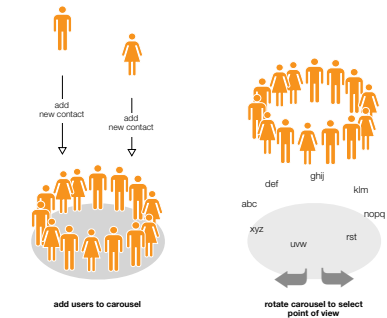 add
new contact
add
new contact
ghij
def
klm
abc
nopq
xyz
rst
uvw
add users to carousel
rotate carousel to select
point of view